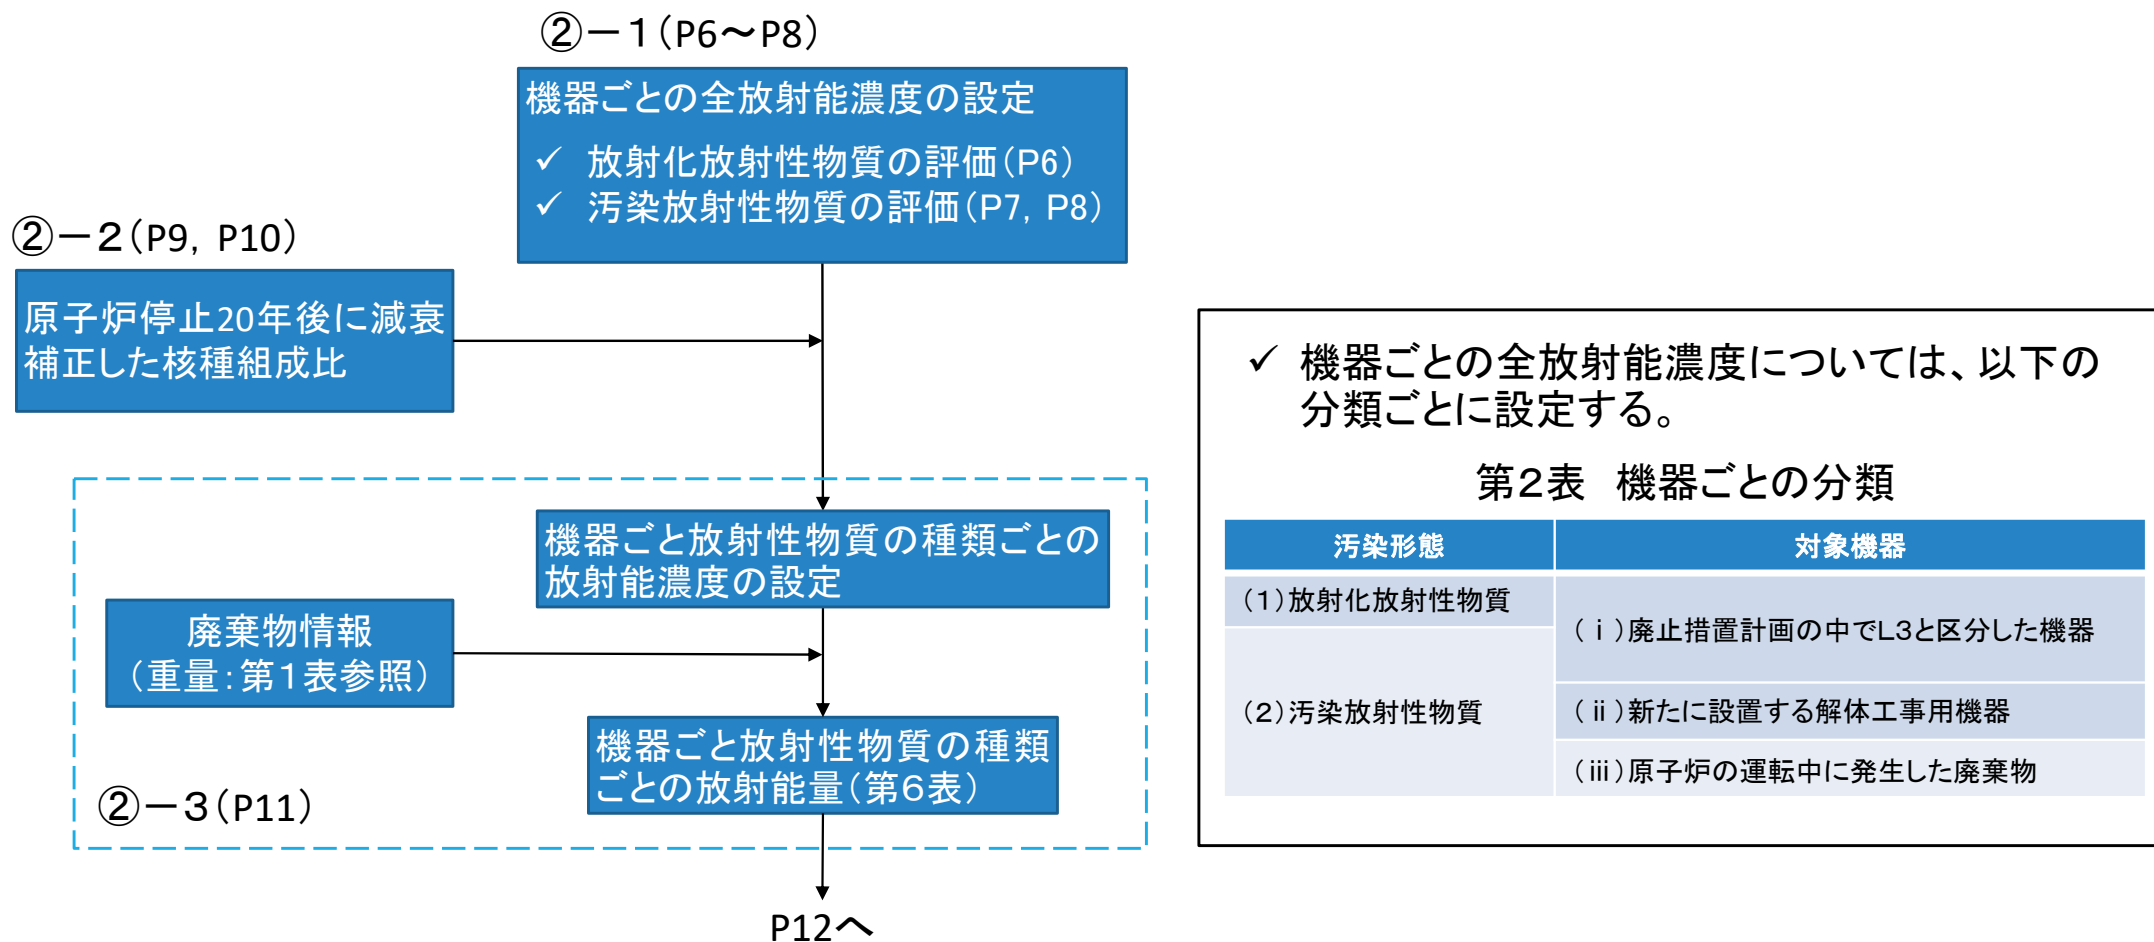 ②－１（P6～P8）
機器ごとの全放射能濃度の設定
✓ 放射化放射性物質の評価（P6）
✓ 汚染放射性物質の評価（P7，P8）
②－２（P9，P10）
原子炉停止20年後に減衰
補正した核種組成比
機器ごと放射性物質の種類ごとの
放射能濃度の設定
廃棄物情報
（重量：第１表参照）
機器ごと放射性物質の種類
ごとの放射能量（第６表）
②－３（P11）
P12へ
✓ 機器ごとの全放射能濃度については、以下の
分類ごとに設定する。
第２表　機器ごとの分類
汚染形態　対象機器
（１）放射化放射性物質
（ⅰ）廃止措置計画の中でL３と区分した機器
（２）汚染放射性物質
（ⅱ）新たに設置する解体工事用機器
（ⅲ）原子炉の運転中に発生した廃棄物